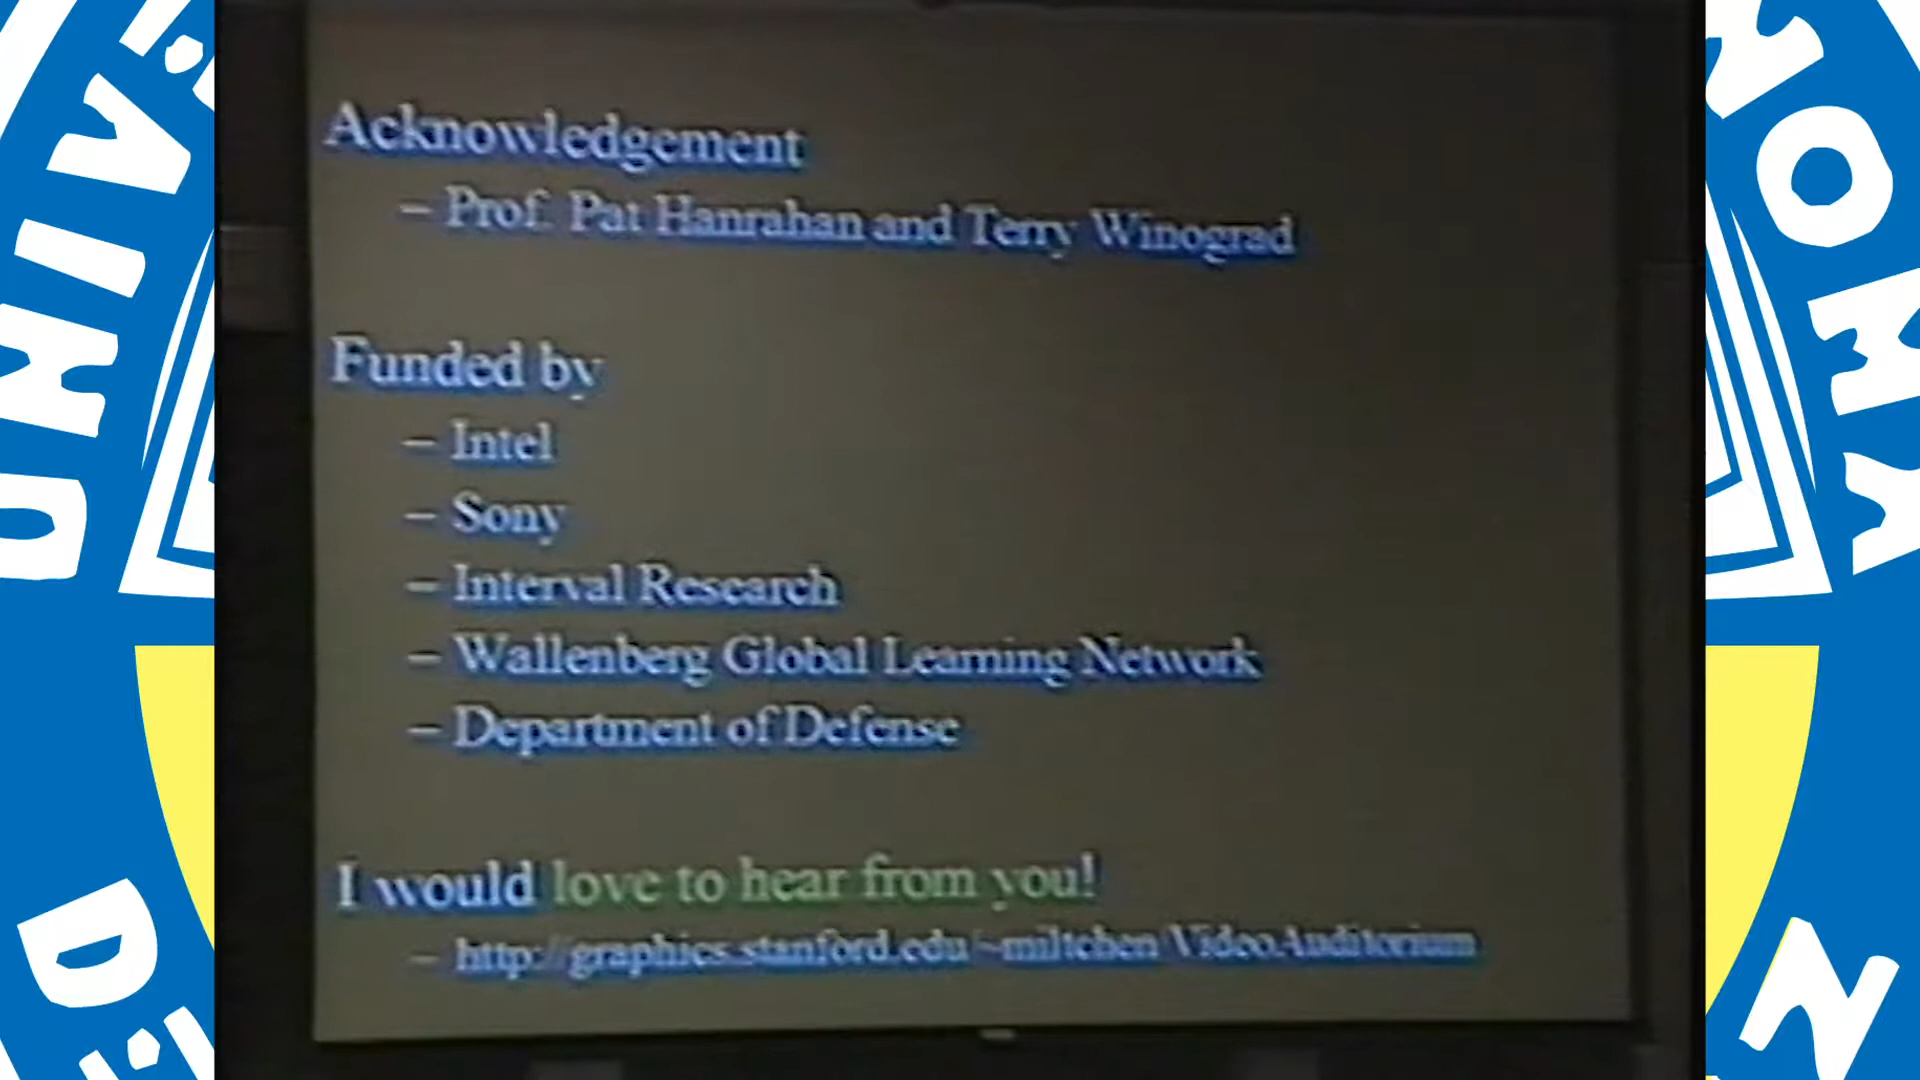 Acknowledgement
– Prof. Pat Hanrahan and Terry Winograd
Funded by
– Intel
– Sony
– Interval Research
– Wallenberg Global Learning Network
– Department of Defense
I would love to hear from you!
– http://graphics.stanford.edu/~miltchen/VideoAuditorium